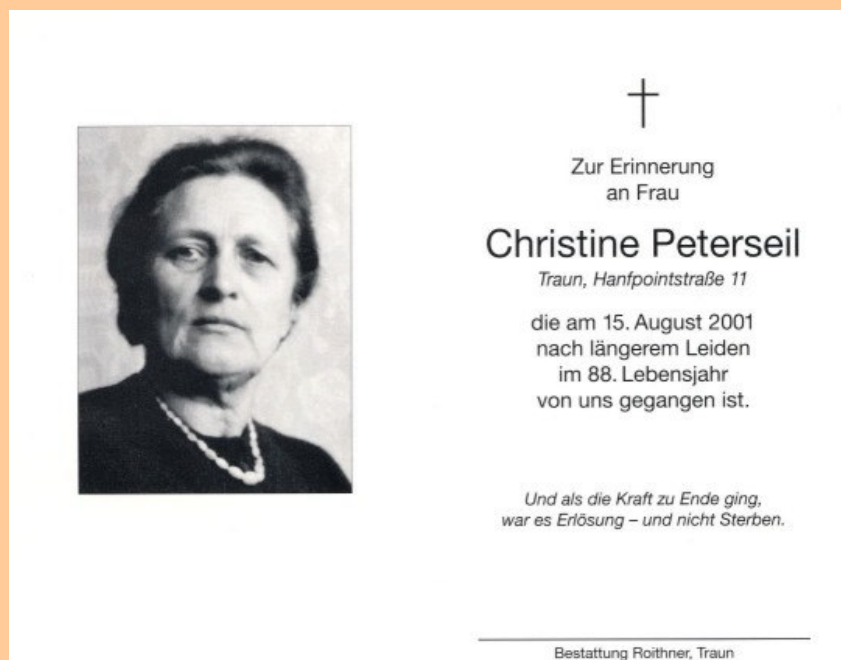 Zur Erinnerung
an Frau
Christine Peterseil
Traun, Hanfpointstraße 11
die am 15. August 2001
nach längerem Leiden
im 88. Lebensjahr
von uns gegangen ist.
Und als die Kraft zu Ende ging,
war es Erlösung – und nicht Sterben.
Bestattung Roithner, Traun